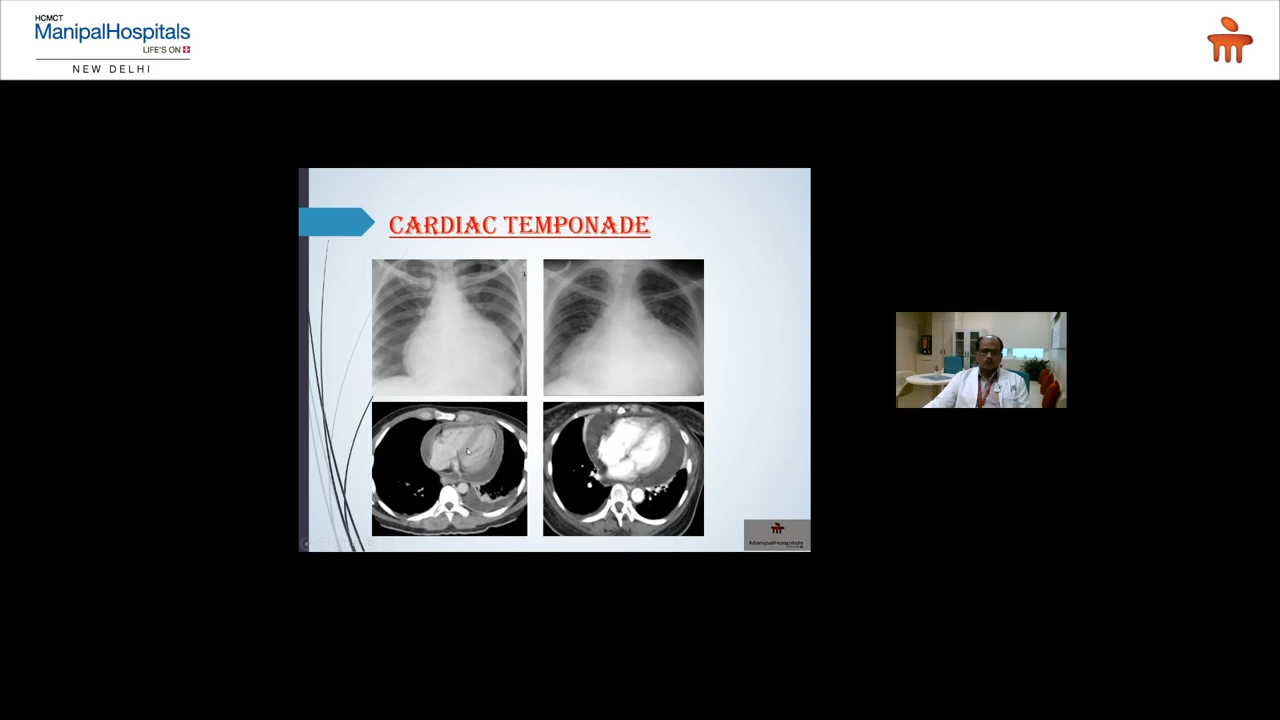 HCMCT
ManipalHospitals
LIFE'S ON
NEW DELHI
CARDIAC TEMPONADE
ManipalHospitals